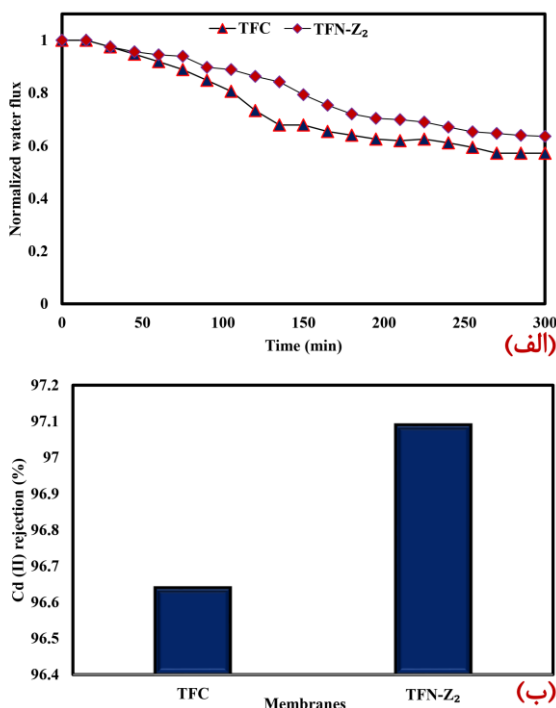 TFC TFN-Z₂
1
0.8
0.6
0.4
0.2
0
Normalized water flux
0 50 100 150 200 250 300
Time (min)
(الف)
97.2
97.1
97
96.9
96.8
96.7
96.6
96.5
96.4
Cd (II) rejection (%)
TFC TFN-Z₂
Membranes
(ب)